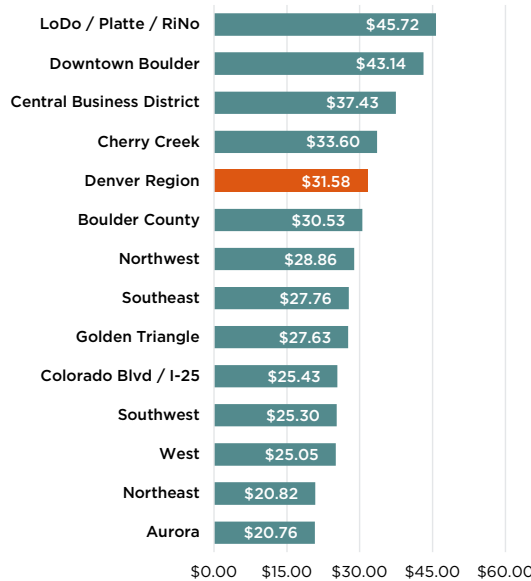 LoDo / Platte / RiNo $45.72
Downtown Boulder $43.14
Central Business District $37.43
Cherry Creek $33.60
Denver Region $31.58
Boulder County $30.53
Northwest $28.86
Southeast $27.76
Golden Triangle $27.63
Colorado Blvd / I-25 $25.43
Southwest $25.30
West $25.05
Northeast $20.82
Aurora $20.76
$0.00 $15.00 $30.00 $45.00 $60.00